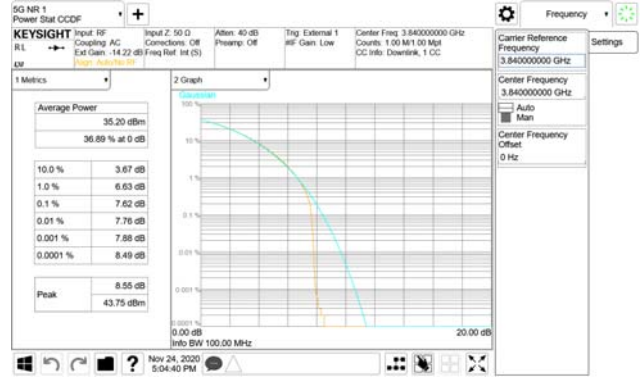 5G NR 1
Power Stat CCDF
+
Frequency
KEYSIGHT
RL
Input: RF
Coupling: AC
Ext Gain: -14.22 dB
Align: Auto/No RF
Input Z: 50 Ω
Corrections: Off
Freq Ref: Int (S)
Atten: 40 dB
Preamp: Off
Trig: External 1
#IF Gain: Low
Center Freq: 3.840000000 GHz
Counts: 1.00 M/1.00 Mpt
CC Info: Downlink, 1 CC
Carrier Reference
Frequency
3.840000000 GHz
Settings
Center Frequency
3.840000000 GHz
Auto
Man
Center Frequency
Offset
0 Hz
1 Metrics
Average Power
35.20 dBm
36.89 % at 0 dB
10.0 % 3.67 dB
1.0 % 6.63 dB
0.1 % 7.62 dB
0.01 % 7.76 dB
0.001 % 7.88 dB
0.0001 % 8.49 dB
Peak
8.55 dB
43.75 dBm
2 Graph
Gaussian
100 %
10 %
1 %
0.1 %
0.01 %
0.001 %
0.0001 %
0.00 dB
20.00 dB
Info BW 100.00 MHz
?
Nov 24, 2020
5:04:40 PM